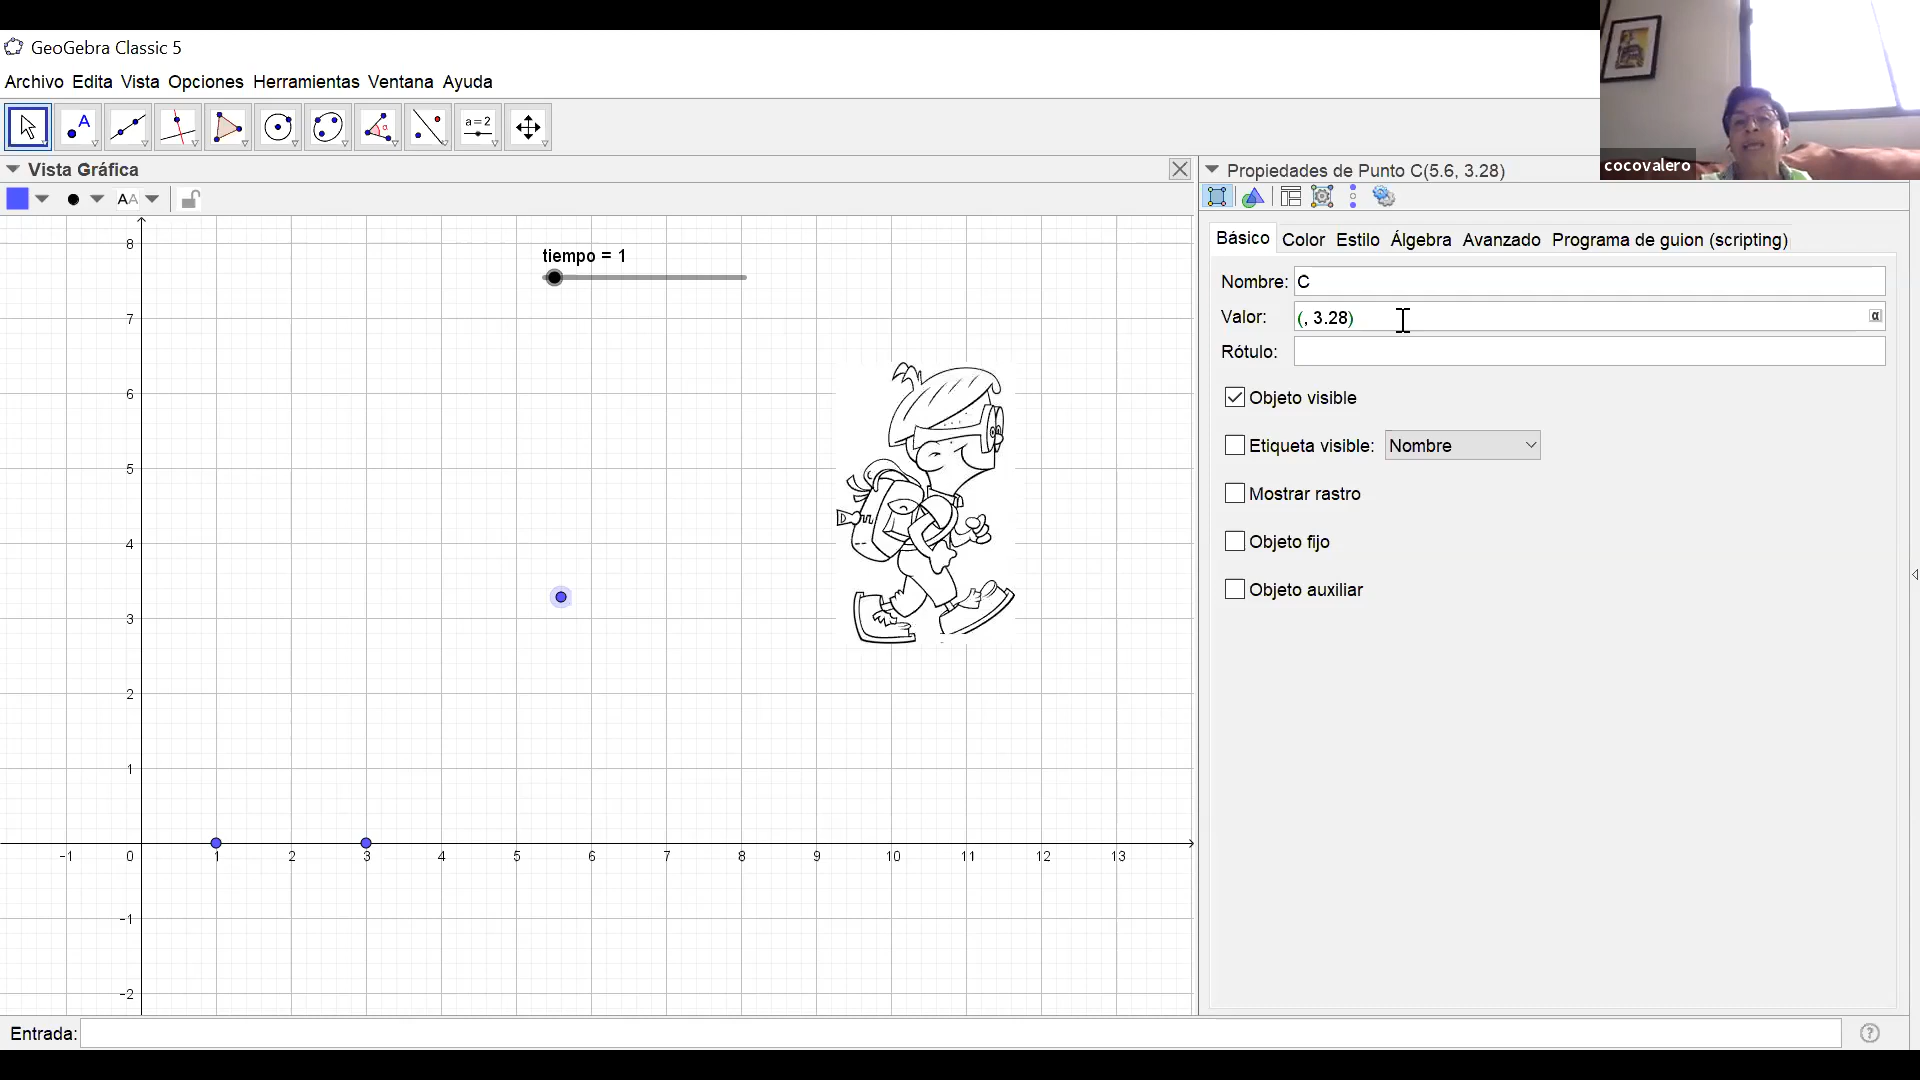 GeoGebra Classic 5
Archivo Edita Vista Opciones Herramientas Ventana Ayuda
A
α
a=2
Vista Gráfica
AA
Propiedades de Punto C(5.6, 3.28)
cocovalero
Básico Color Estilo Álgebra Avanzado Programa de guion (scripting)
Nombre: C
Valor: (, 3.28) α
Rótulo:
Objeto visible
Etiqueta visible: Nombre
Mostrar rastro
Objeto fijo
Objeto auxiliar
tiempo = 1
8
7
6
5
4
3
2
1
-1 0 1 2 3 4 5 6 7 8 9 10 11 12 13
-1
-2
Entrada: ?